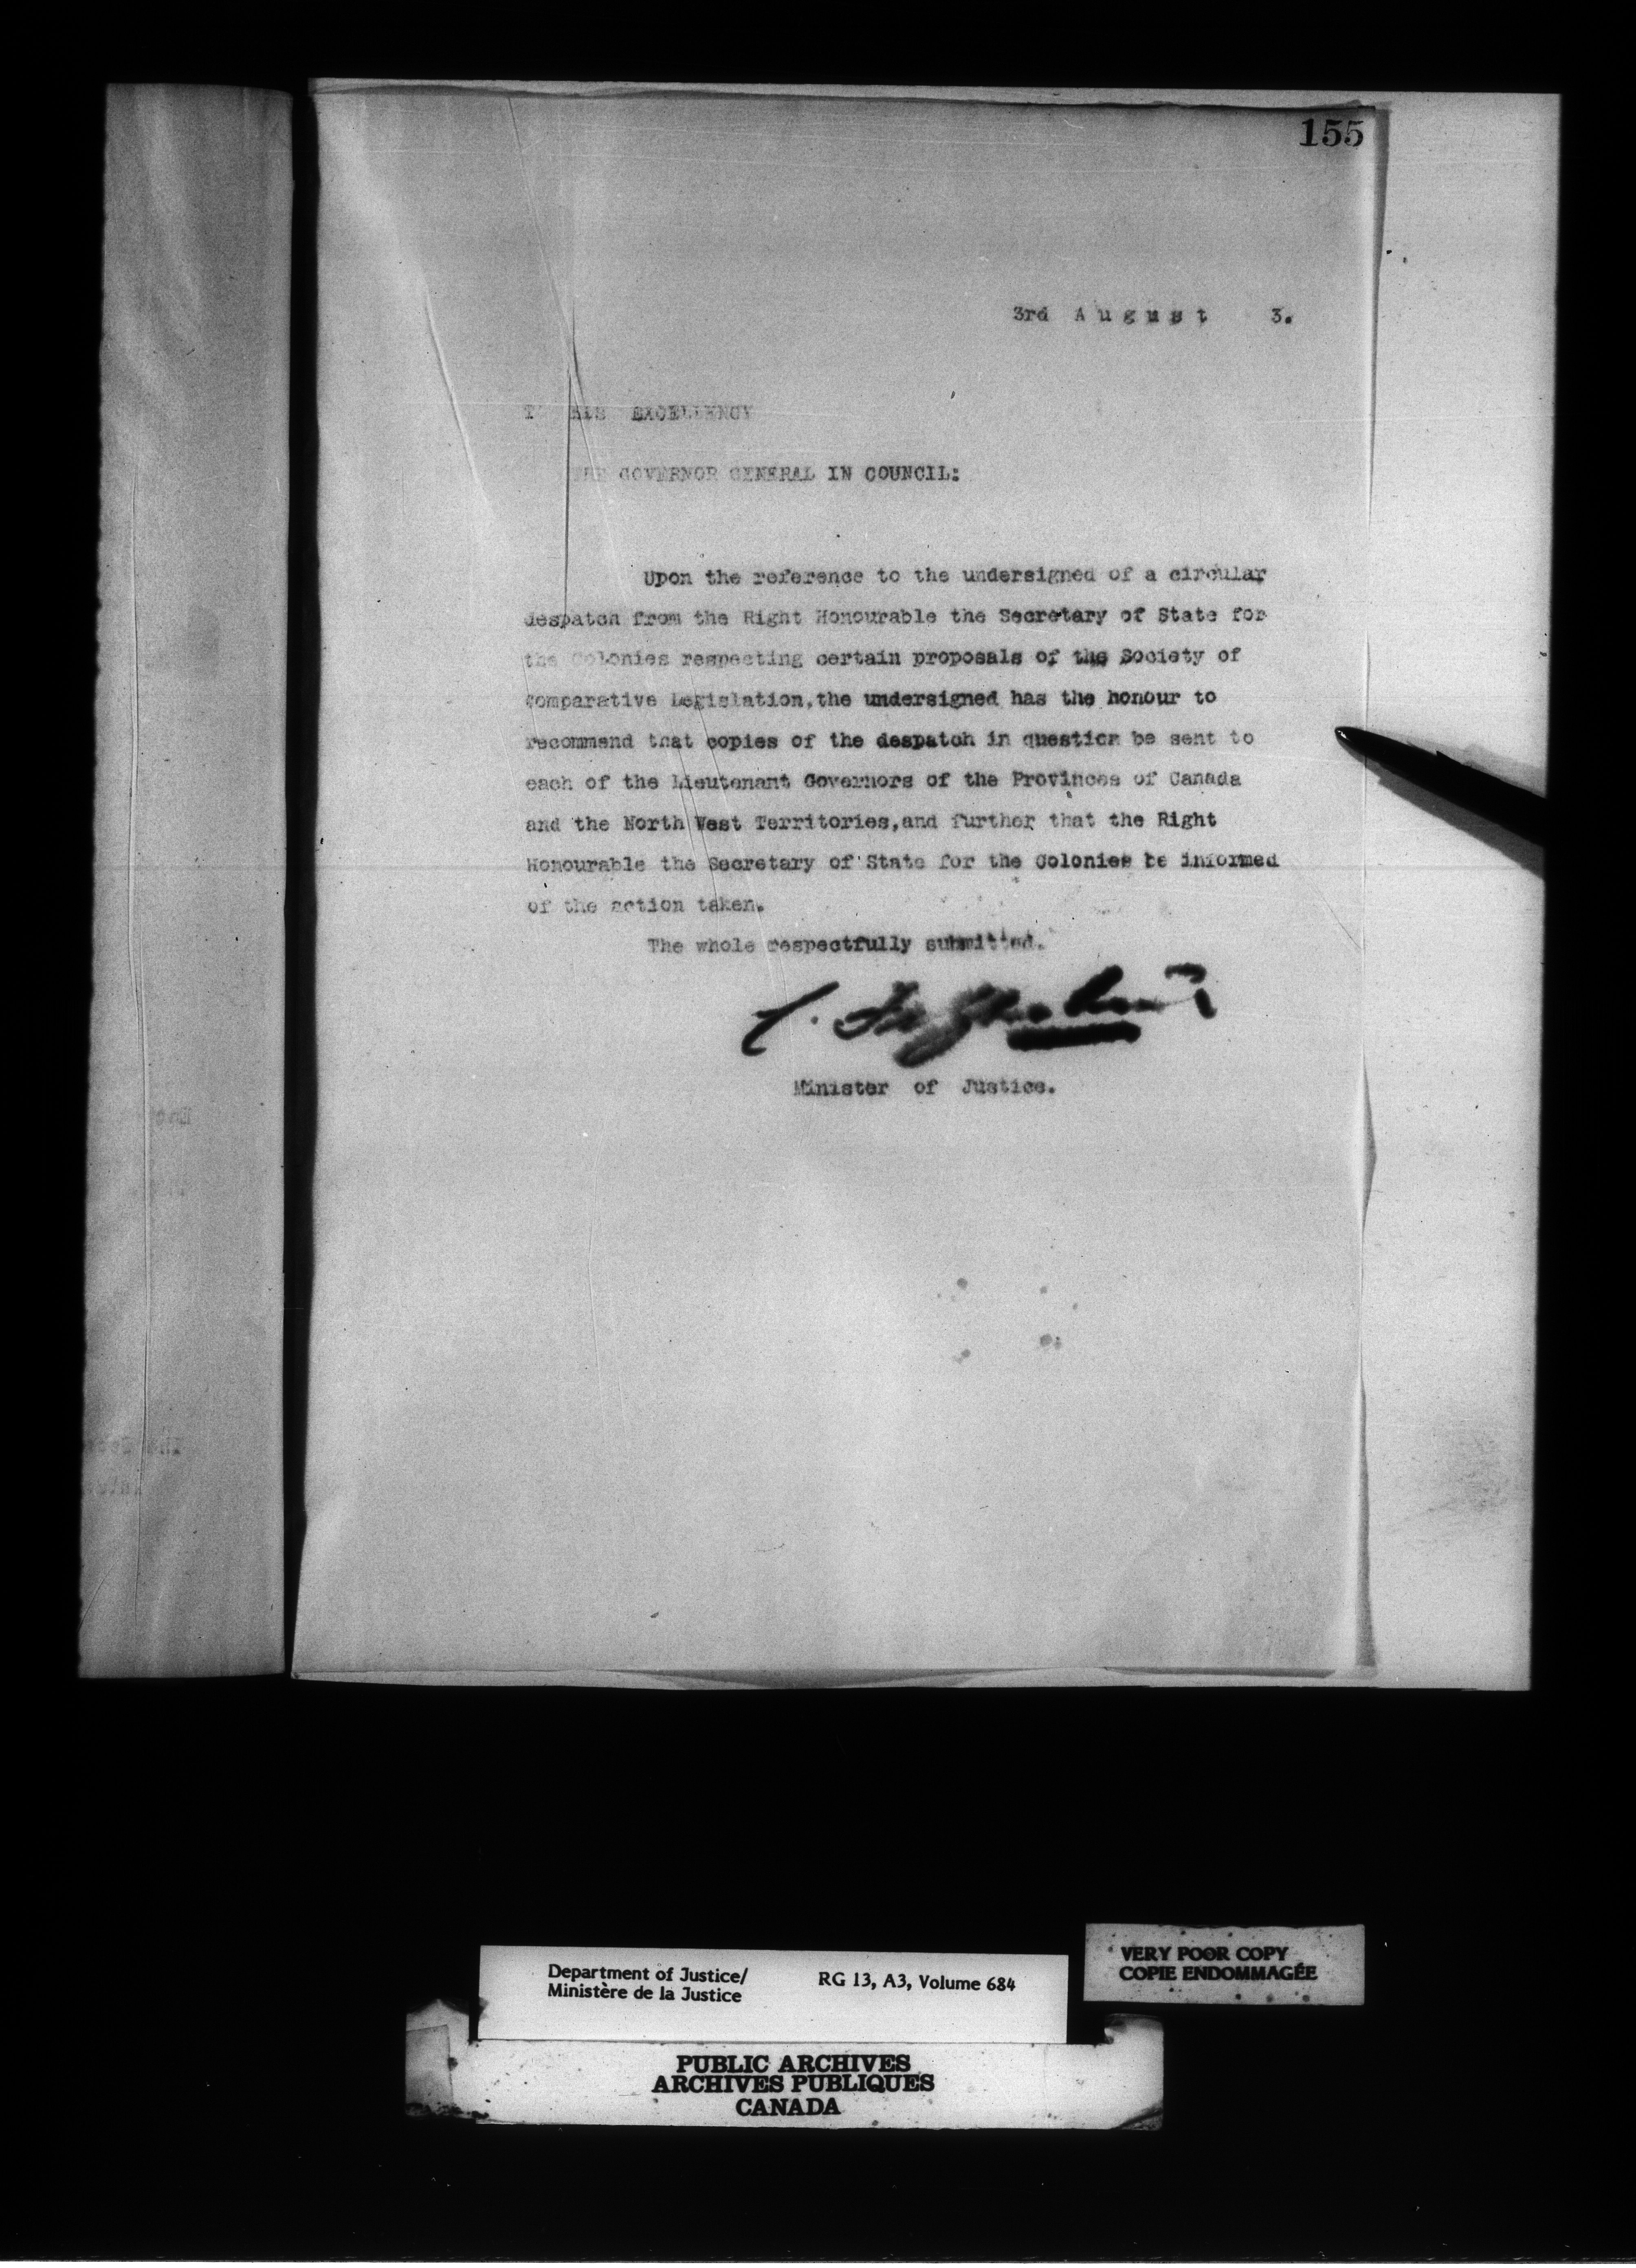 155
3rd August 3.
HIS EXCELLENCY
THE GOVERNOR GENERAL IN COUNCIL:
Upon the reference to the undersigned of a circular
despatch from the Right Honourable the Secretary of State for
the Colonies respecting certain proposals of the Society of
Comparative Legislation, the undersigned has the honour to
recommend that copies of the despatch in question be sent to
each of the Lieutenant Governors of the Provinces of Canada
and the North West Territories, and further that the Right
Honourable the Secretary of State for the Colonies be informed
of the action taken.
The whole respectfully submitted.
C. Fitzpatrick
Minister of Justice.
Department of Justice/
Ministère de la Justice
RG 13, A3, Volume 684
VERY POOR COPY
COPIE ENDOMMAGÉE
PUBLIC ARCHIVES
ARCHIVES PUBLIQUES
CANADA